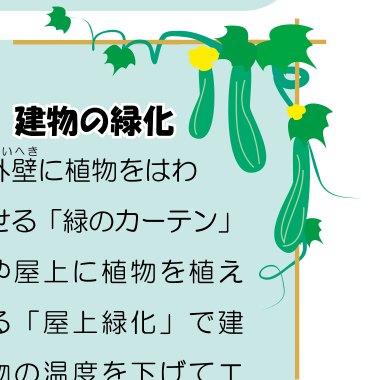 建物の緑化
いへき
外壁に植物をはわ
せる「緑のカーテン」
や屋上に植物を植え
る「屋上緑化」で建
物の温度を下げてエ